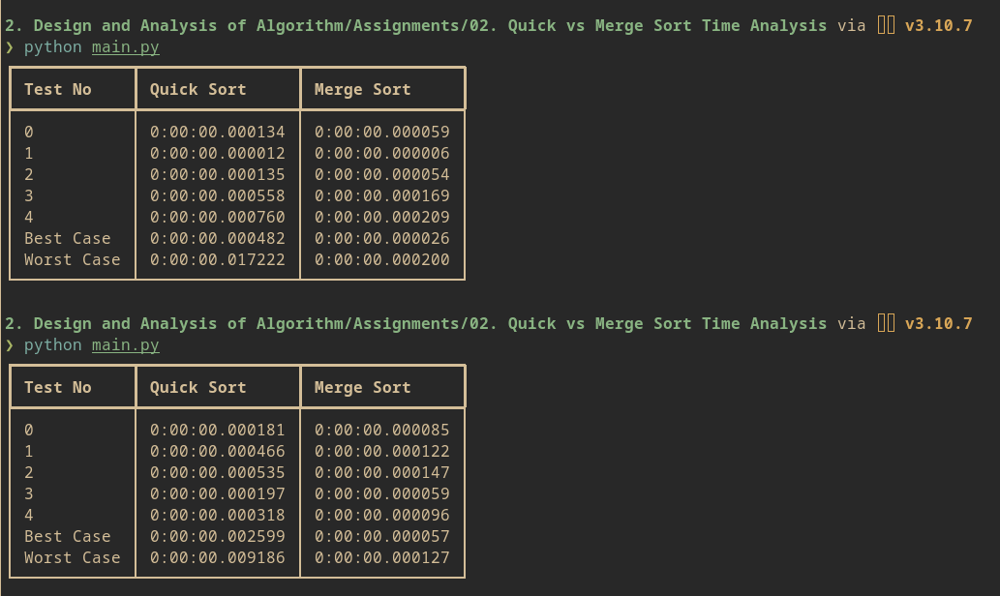 2. Design and Analysis of Algorithm/Assignments/02. Quick vs Merge Sort Time Analysis via v3.10.7
❯ python main.py
Test No Quick Sort Merge Sort
0 0:00:00.000134 0:00:00.000059
1 0:00:00.000012 0:00:00.000006
2 0:00:00.000135 0:00:00.000054
3 0:00:00.000558 0:00:00.000169
4 0:00:00.000760 0:00:00.000209
Best Case 0:00:00.000482 0:00:00.000026
Worst Case 0:00:00.017222 0:00:00.000200
2. Design and Analysis of Algorithm/Assignments/02. Quick vs Merge Sort Time Analysis via v3.10.7
❯ python main.py
Test No Quick Sort Merge Sort
0 0:00:00.000181 0:00:00.000085
1 0:00:00.000466 0:00:00.000122
2 0:00:00.000535 0:00:00.000147
3 0:00:00.000197 0:00:00.000059
4 0:00:00.000318 0:00:00.000096
Best Case 0:00:00.002599 0:00:00.000057
Worst Case 0:00:00.009186 0:00:00.000127